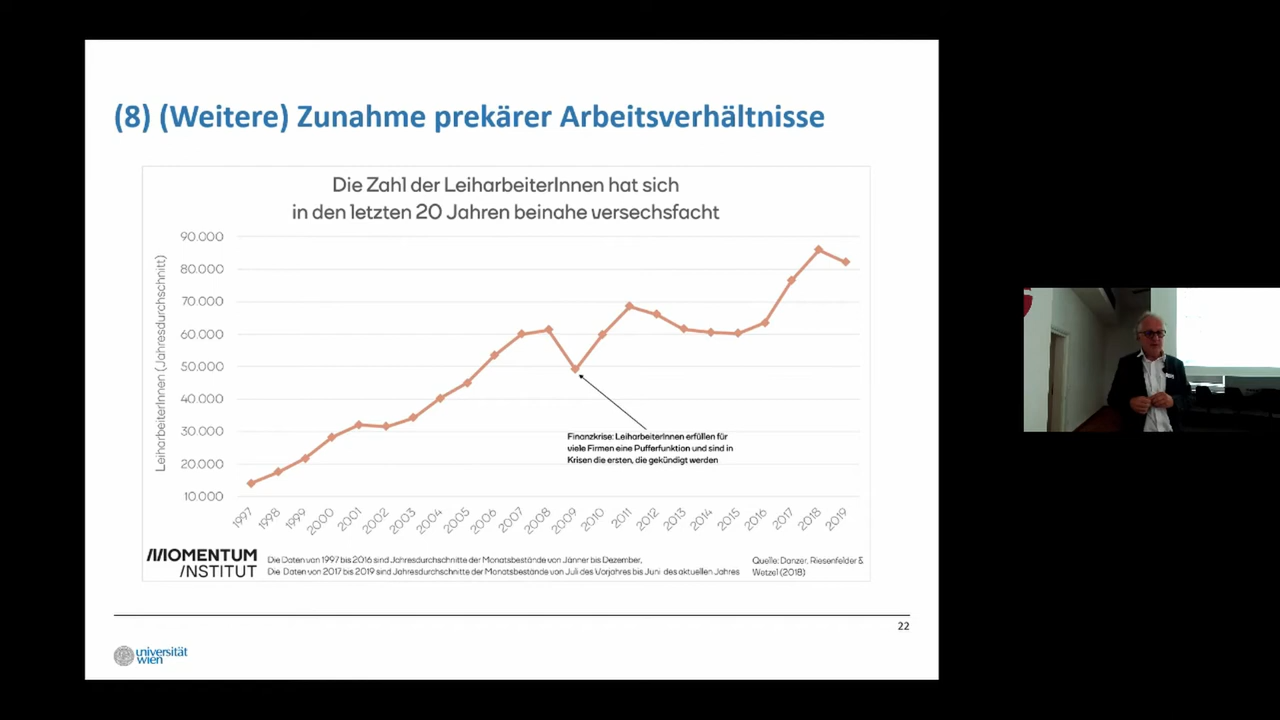 (8) (Weitere) Zunahme prekärer Arbeitsverhältnisse
Die Zahl der LeiharbeiterInnen hat sich
in den letzten 20 Jahren beinahe versechsfacht
LeiharbeiterInnen (Jahresdurchschnitt)
90.000
80.000
70.000
60.000
50.000
40.000
30.000
20.000
10.000
Finanzkrise: LeiharbeiterInnen erfüllen für
viele Firmen eine Pufferfunktion und sind in
Krisen die ersten, die gekündigt werden
1997 1998 1999 2000 2001 2002 2003 2004 2005 2006 2007 2008 2009 2010 2011 2012 2013 2014 2015 2016 2017 2018 2019
MOMENTUM
INSTITUT
Die Daten von 1997 bis 2016 sind Jahresdurchschnitte der Monatsbestände von Jänner bis Dezember,
Die Daten von 2017 bis 2019 sind Jahresdurchschnitte der Monatsbestände von Juli des Vorjahres bis Juni des aktuellen Jahres
Quelle: Danzer, Riesenfelder &
Wetzel (2018)
22
universität
wien